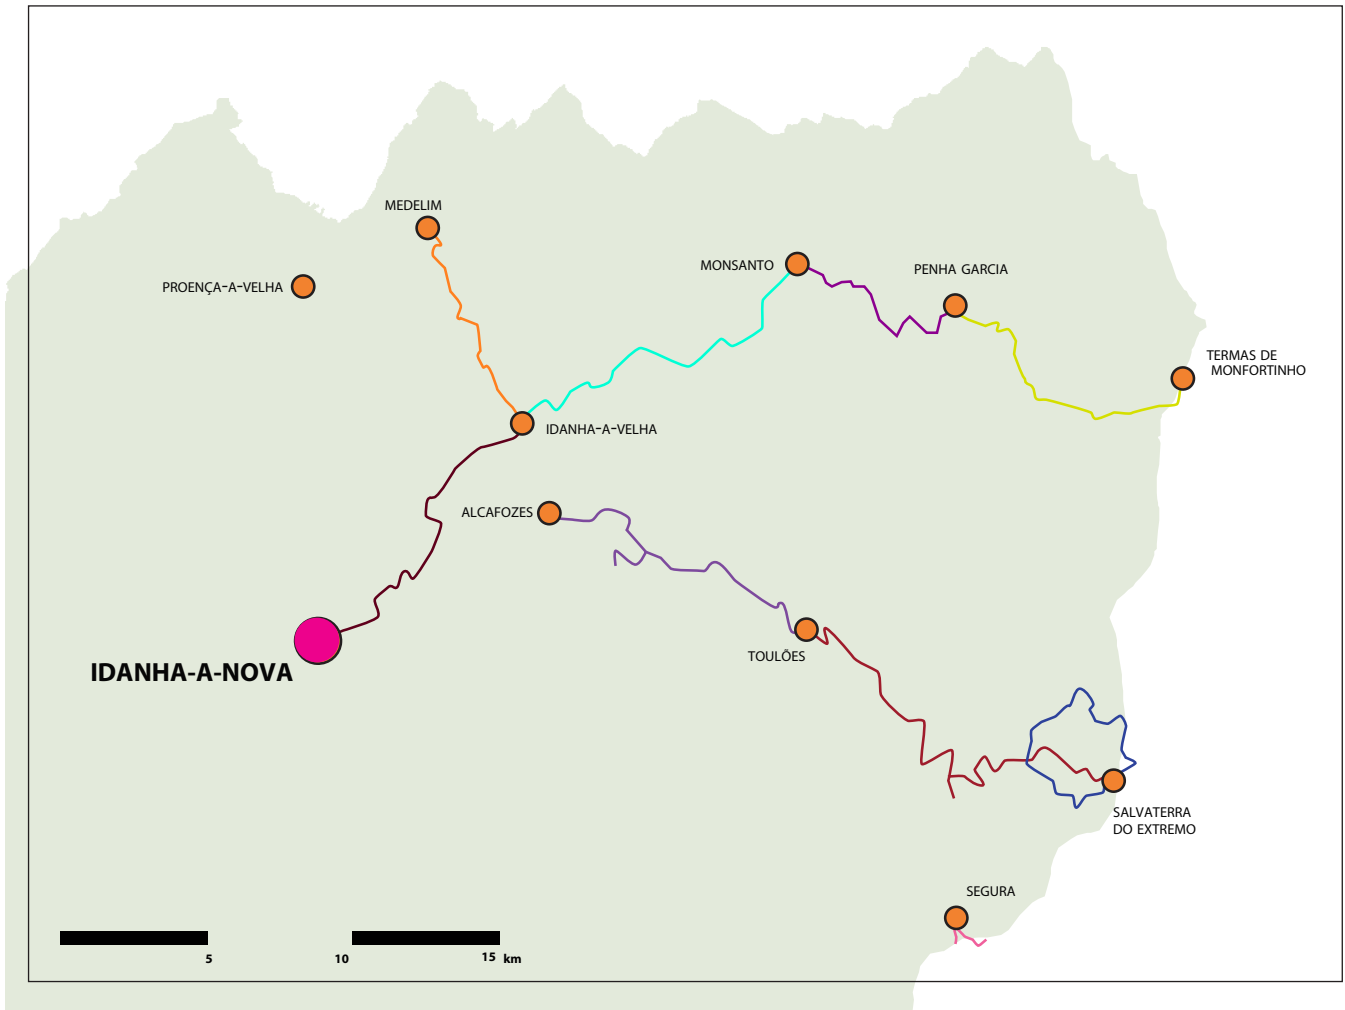 MEDELIM
MONSANTO
PENHA GARCIA
PROENÇA-A-VELHA
TERMAS DE
MONFORTINHO
IDANHA-A-VELHA
ALCAFOZES
TOULÕES
IDANHA-A-NOVA
SALVATERRA
DO EXTREMO
SEGURA
5 10 15 km